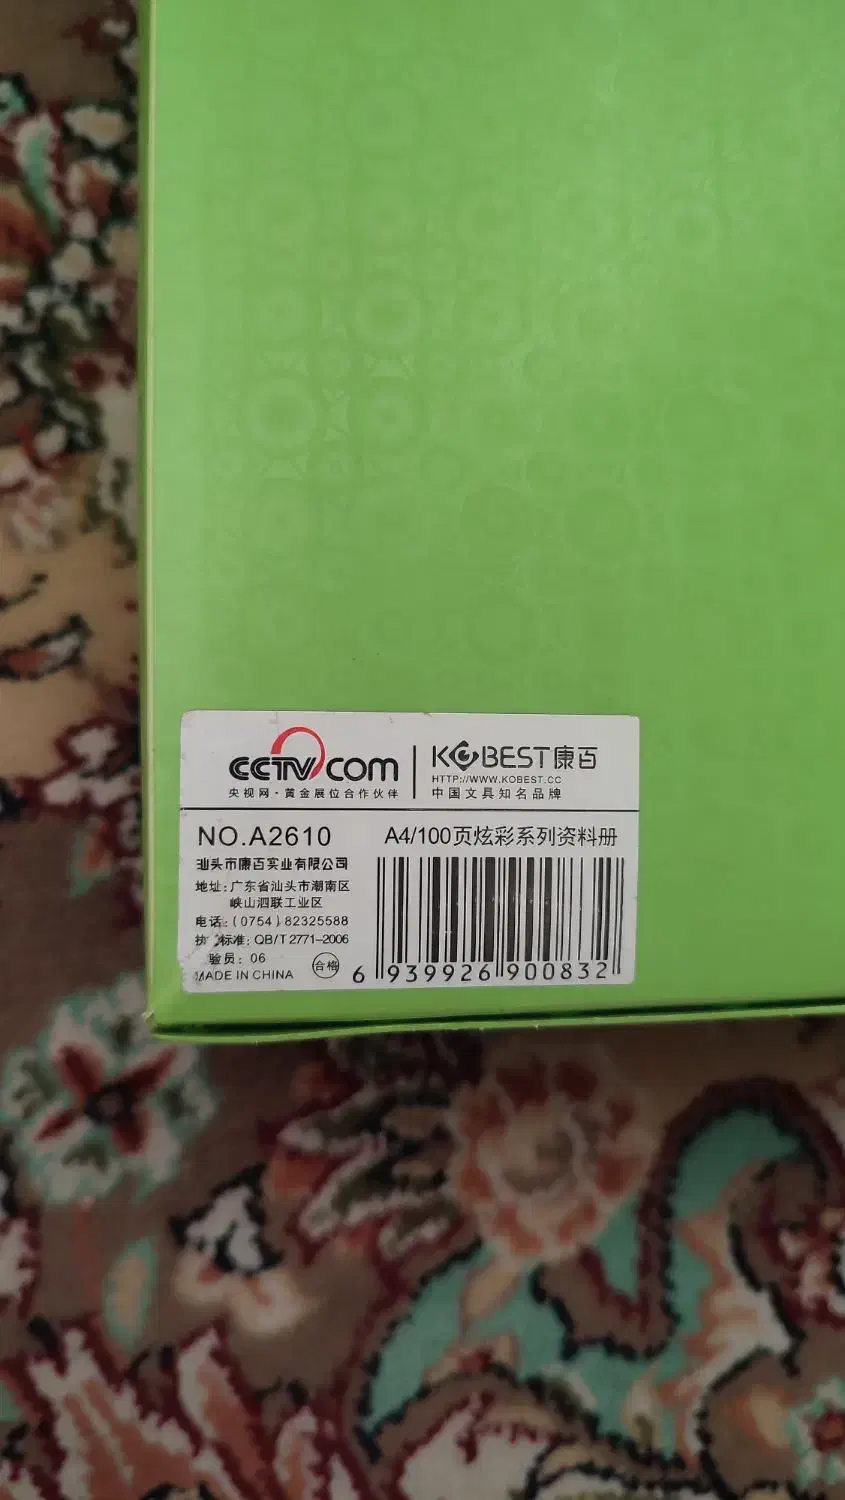 CCTV.com
央视网·黄金展位合作伙伴
KOBEST康百
HTTP://WWW.KOBEST.CC
中国文具知名品牌
NO.A2610
A4/100页炫彩系列资料册
汕头市康百实业有限公司
地址:广东省汕头市潮南区
峡山泗联工业区
电话:(0754)82325588
执 标准:QB/T2771-2006
验员:06
MADE IN CHINA
合格
6 939926 900832